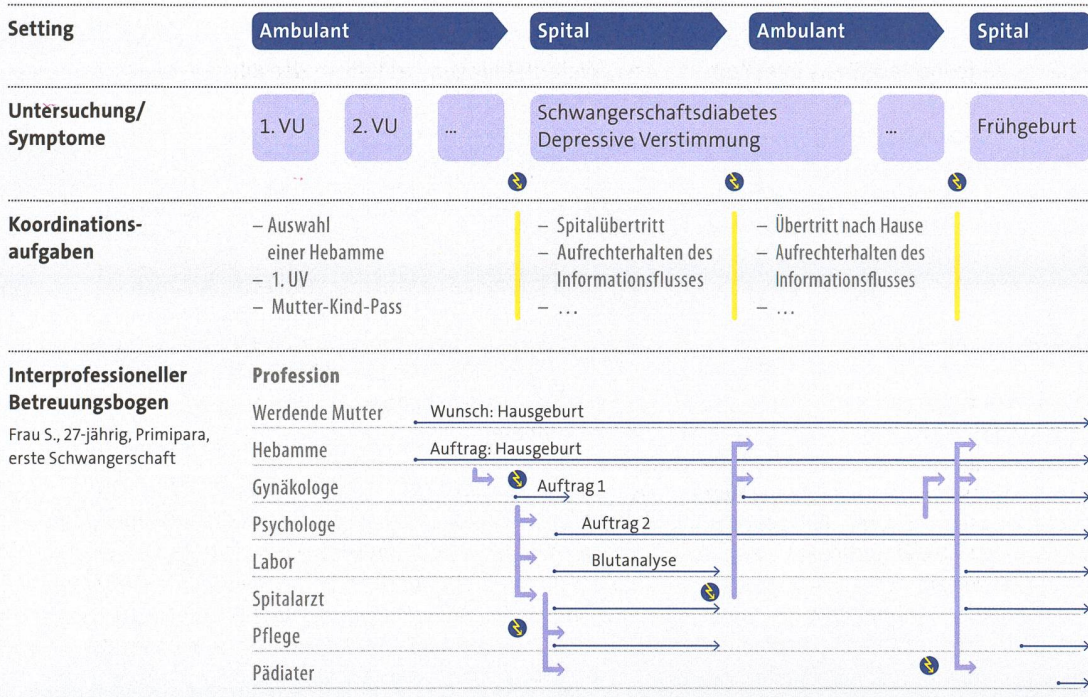 Setting
Ambulant
Spital
Ambulant
Spital
Untersuchung/
Symptome
1. VU
2. VU
...
Schwangerschaftsdiabetes
Depressive Verstimmung
...
Frühgeburt
Koordinations-
aufgaben
– Auswahl
einer Hebamme
– 1. UV
– Mutter-Kind-Pass
– Spitalübertritt
– Aufrechterhalten des
Informationsflusses
– ...
– Übertritt nach Hause
– Aufrechterhalten des
Informationsflusses
– ...
Interprofessioneller
Betreuungsbogen
Frau S., 27-jährig, Primipara,
erste Schwangerschaft
Profession
Werdende Mutter
Wunsch: Hausgeburt
Hebamme
Auftrag: Hausgeburt
Gynäkologe
Auftrag 1
Psychologe
Auftrag 2
Labor
Blutanalyse
Spitalarzt
Pflege
Pädiater